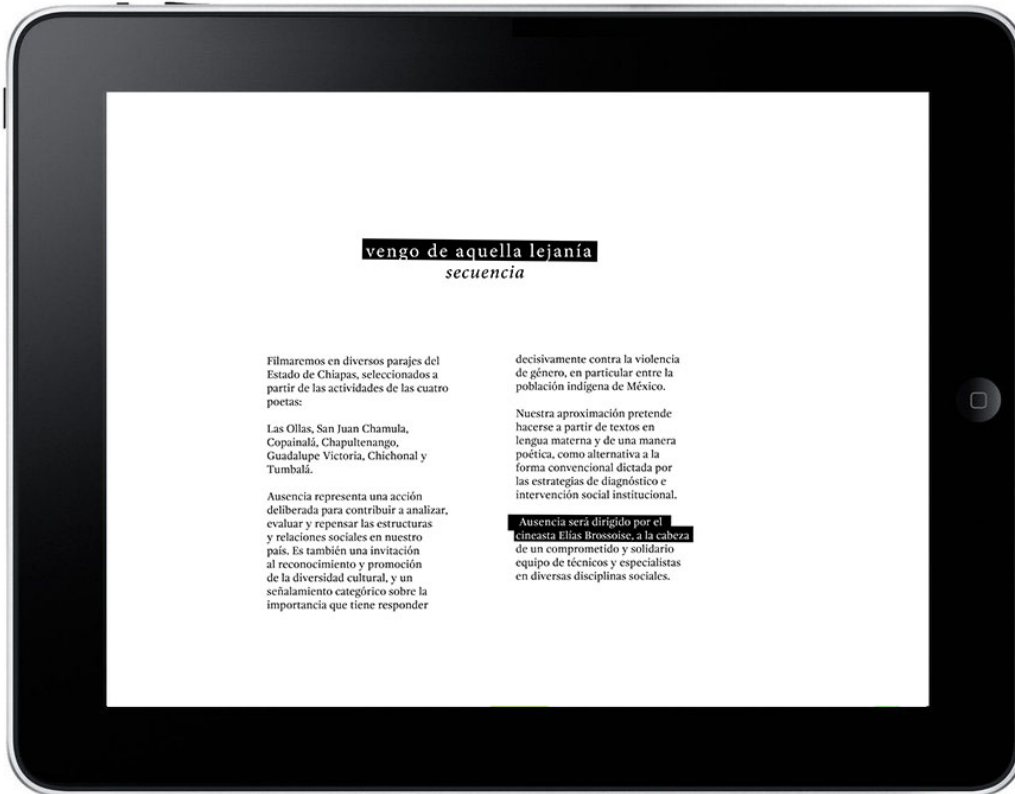 vengo de aquella lejanía
secuencia
Filmaremos en diversos parajes del
Estado de Chiapas, seleccionados a
partir de las actividades de las cuatro
poetas:
Las Ollas, San Juan Chamula,
Copainalá, Chapultenango,
Guadalupe Victoria, Chichonal y
Tumbalá.
Ausencia representa una acción
deliberada para contribuir a analizar,
evaluar y repensar las estructuras
y relaciones sociales en nuestro
país. Es también una invitación
al reconocimiento y promoción
de la diversidad cultural, y un
señalamiento categórico sobre la
importancia que tiene responder
decisivamente contra la violencia
de género, en particular entre la
población indígena de México.
Nuestra aproximación pretende
hacerse a partir de textos en
lengua materna y de una manera
poética, como alternativa a la
forma convencional dictada por
las estrategias de diagnóstico e
intervención social institucional.
Ausencia será dirigido por el
cineasta Elías Brossoise, a la cabeza
de un comprometido y solidario
equipo de técnicos y especialistas
en diversas disciplinas sociales.